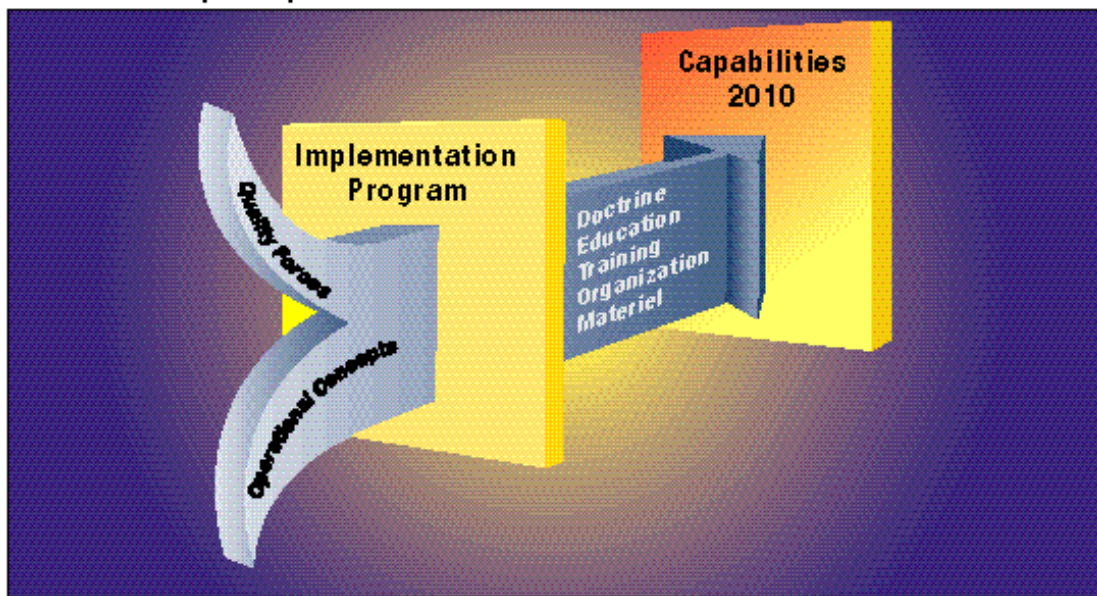 Capabilities
2010
Implementation
Program
Quality Forces
Operational Concepts
Doctrine
Education
Training
Organization
Materiel